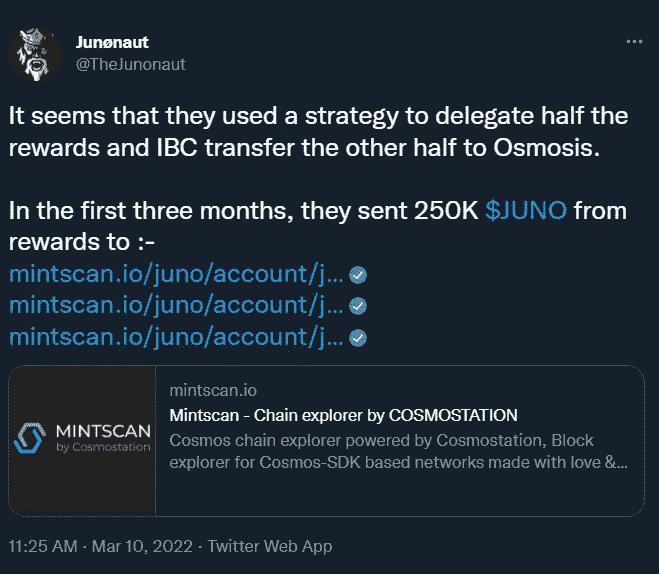 Junønaut
@TheJunonaut
It seems that they used a strategy to delegate half the
rewards and IBC transfer the other half to Osmosis.
In the first three months, they sent 250K $JUNO from
rewards to :-
mintscan.io/juno/account/j...
mintscan.io/juno/account/j...
mintscan.io/juno/account/j...
MINTSCAN
by Cosmostation
mintscan.io
Mintscan - Chain explorer by COSMOSTATION
Cosmos chain explorer powered by Cosmostation, Block
explorer for Cosmos-SDK based networks made with love &...
11:25 AM · Mar 10, 2022 · Twitter Web App